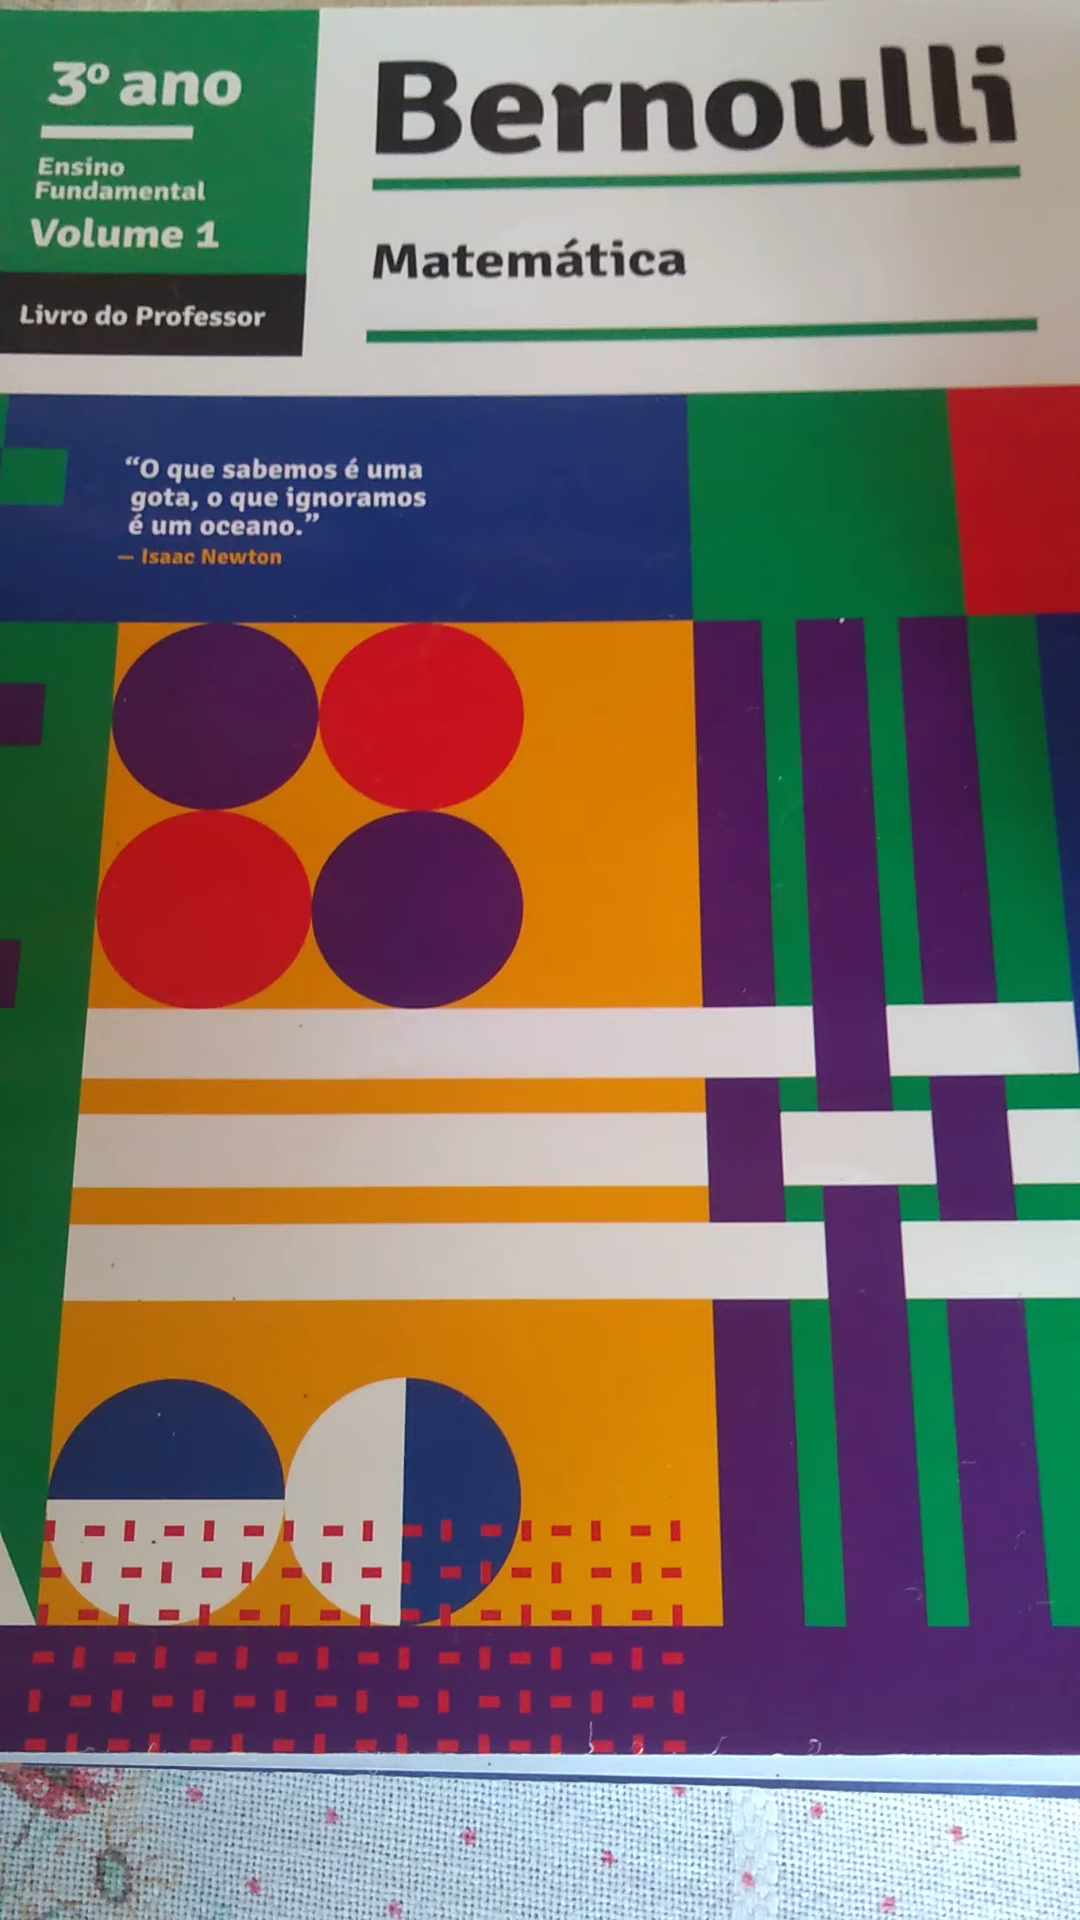 3º ano
Ensino
Fundamental
Volume 1
Livro do Professor
Bernoulli
Matemática
“O que sabemos é uma
gota, o que ignoramos
é um oceano.”
— Isaac Newton